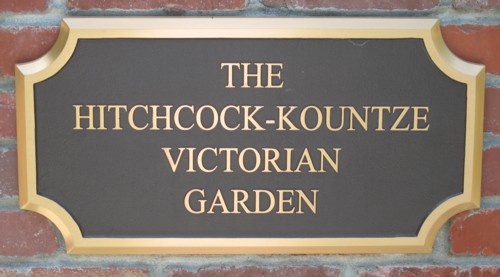 THE
HITCHCOCK-KOUNTZE
VICTORIAN
GARDEN